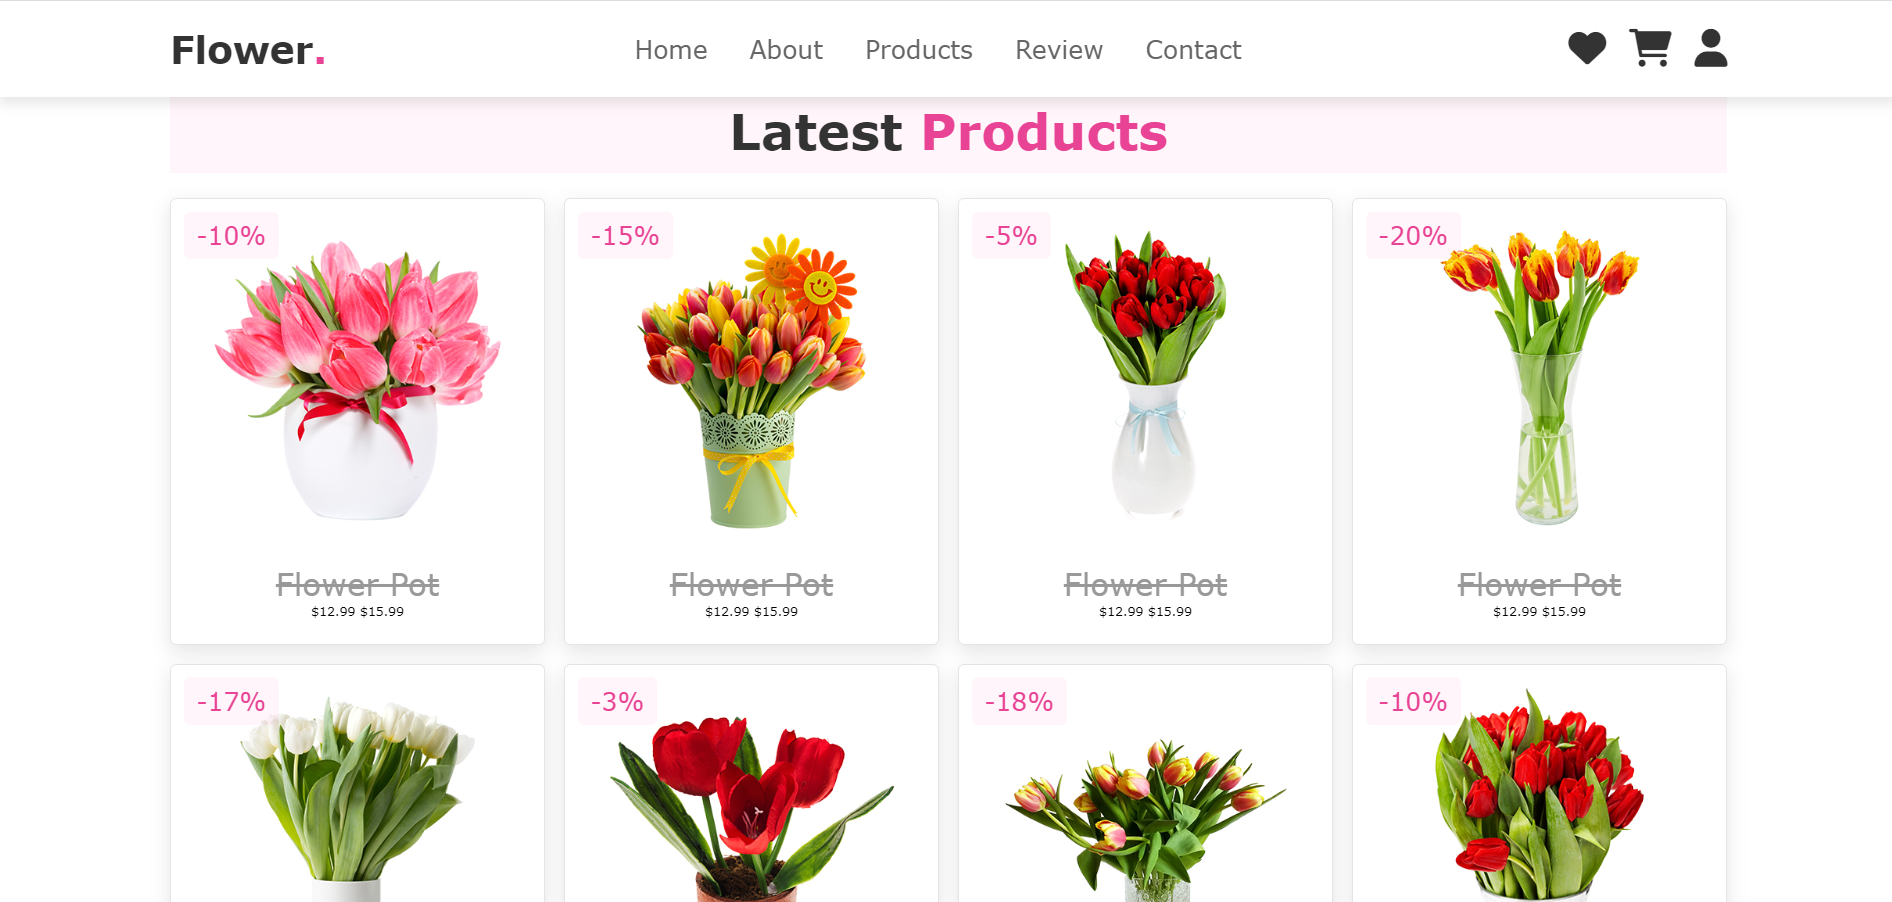 Flower.
Home About Products Review Contact
Latest Products
-10%
Flower Pot
$12.99 $15.99
-15%
Flower Pot
$12.99 $15.99
-5%
Flower Pot
$12.99 $15.99
-20%
Flower Pot
$12.99 $15.99
-17%
-3%
-18%
-10%